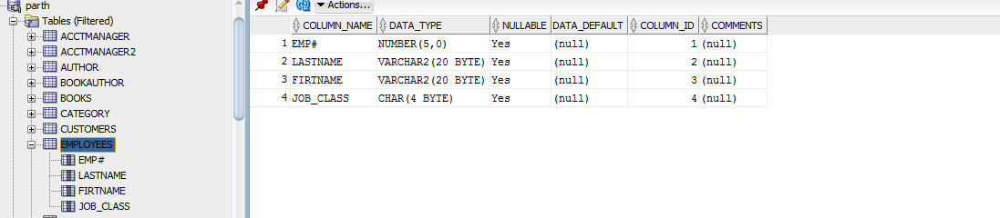 parth
Tables (Filtered)
ACCTMANAGER
ACCTMANAGER2
AUTHOR
BOOKAUTHOR
BOOKS
CATEGORY
CUSTOMERS
EMPLOYEES
EMP#
LASTNAME
FIRTNAME
JOB_CLASS
Actions...
COLUMN_NAME DATA_TYPE NULLABLE DATA_DEFAULT COLUMN_ID COMMENTS
1 EMP# NUMBER(5,0) Yes (null) 1 (null)
2 LASTNAME VARCHAR2(20 BYTE) Yes (null) 2 (null)
3 FIRTNAME VARCHAR2(20 BYTE) Yes (null) 3 (null)
4 JOB_CLASS CHAR(4 BYTE) Yes (null) 4 (null)